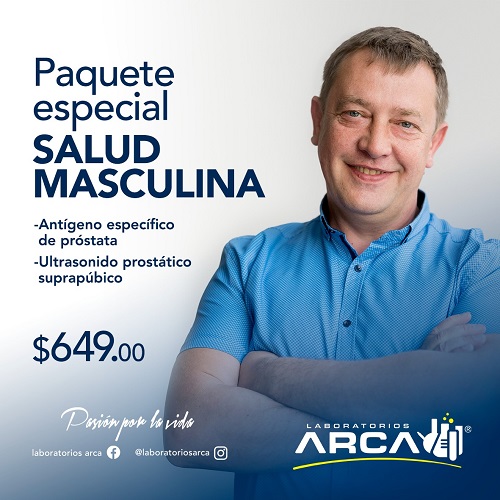 Paquete
especial
SALUD
MASCULINA
-Antígeno específico
de próstata
-Ultrasonido prostático
suprapúbico
$649.00
Pasión por la vida
laboratorios arca
@laboratoriosarca
LABORATORIOS
ARCA®